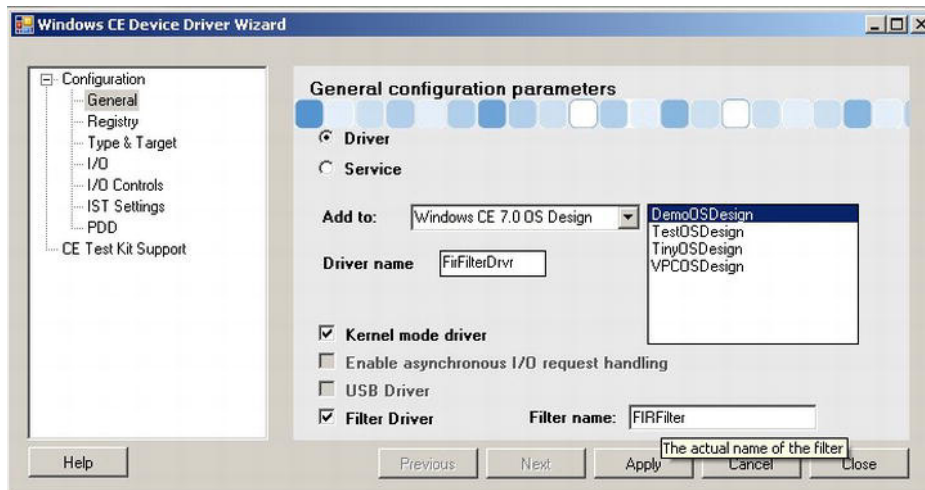 Windows CE Device Driver Wizard
Configuration
General
Registry
Type & Target
I/O
I/O Controls
IST Settings
PDD
CE Test Kit Support
General configuration parameters
Driver
Service
Add to: Windows CE 7.0 OS Design
DemoOSDesign
TestOSDesign
TinyOSDesign
VPCOSDesign
Driver name FirFilterDrvr
Kernel mode driver
Enable asynchronous I/O request handling
USB Driver
Filter Driver Filter name: FIRFilter
The actual name of the filter
Help Previous Next Apply Cancel Close